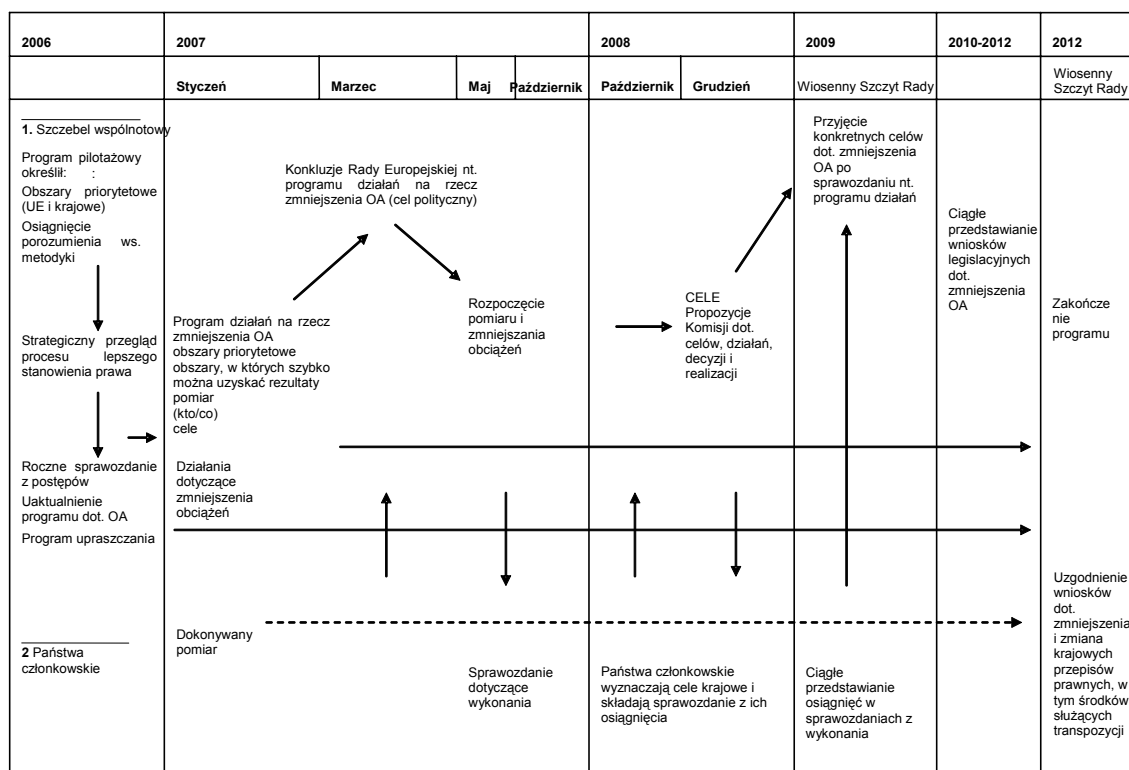 2006
2007
2008
2009
2010-2012
2012
Styczeń
Marzec
Maj
Październik
Październik
Grudzień
Wiosenny Szczyt Rady
Wiosenny
Szczyt Rady
1. Szczebel wspólnotowy
Program pilotażowy
określił: :
Obszary priorytetowe
(UE i krajowe)
Osiągnięcie
porozumienia ws.
metodyki
Strategiczny przegląd
procesu lepszego
stanowienia prawa
Roczne sprawozdanie
z postępów
Uaktualnienie
programu dot. OA
Program upraszczania
Program działań na rzecz
zmniejszenia OA
obszary priorytetowe
obszary, w których szybko
można uzyskać rezultaty
pomiar
(kto/co)
cele
Działania
dotyczące
zmniejszenia
obciążeń
Konkluzje Rady Europejskiej nt.
programu działań na rzecz
zmniejszenia OA (cel polityczny)
Rozpoczęcie
pomiaru i
zmniejszania
obciążeń
CELE
Propozycje
Komisji dot.
celów, działań,
decyzji i
realizacji
Przyjęcie
konkretnych celów
dot. zmniejszenia
OA po
sprawozdaniu nt.
programu działań
Ciągłe
przedstawianie
wniosków
legislacyjnych
dot.
zmniejszenia
OA
Zakończe
nie
programu
2 Państwa
członkowskie
Dokonywany
pomiar
Sprawozdanie
dotyczące
wykonania
Państwa członkowskie
wyznaczają cele krajowe i
składają sprawozdanie z ich
osiągnięcia
Ciągłe
przedstawianie
osiągnięć w
sprawozdaniach z
wykonania
Uzgodnienie
wniosków
dot.
zmniejszenia
i zmiana
krajowych
przepisów
prawnych, w
tym środków
służących
transpozycji